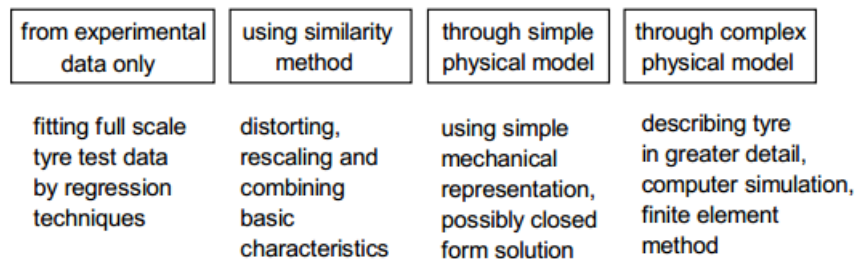 from experimental
data only
using similarity
method
through simple
physical model
through complex
physical model
fitting full scale
tyre test data
by regression
techniques
distorting,
rescaling and
combining
basic
characteristics
using simple
mechanical
representation,
possibly closed
form solution
describing tyre
in greater detail,
computer simulation,
finite element
method